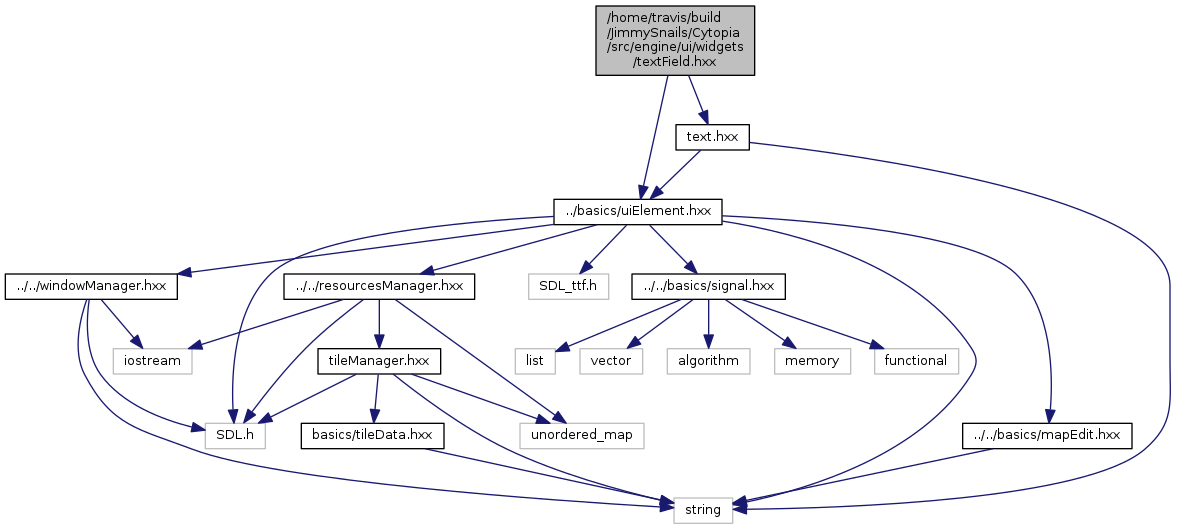 /home/travis/build
/JimmySnails/Cytopia
/src/engine/ui/widgets
/textField.hxx
text.hxx
../basics/uiElement.hxx
../../windowManager.hxx
../../resourcesManager.hxx
SDL_ttf.h
../../basics/signal.hxx
iostream
tileManager.hxx
list
vector
algorithm
memory
functional
SDL.h
basics/tileData.hxx
unordered_map
../../basics/mapEdit.hxx
string